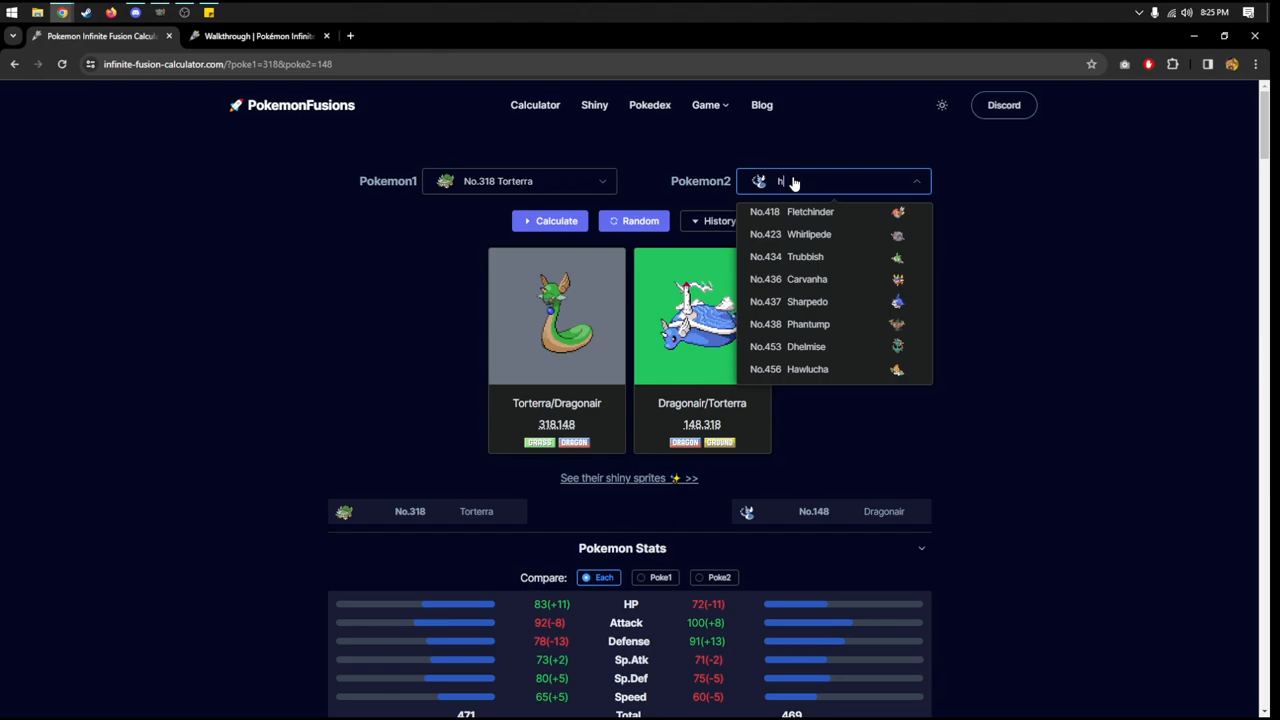 8:25 PM
Pokemon Infinite Fusion Calcul
Walkthrough | Pokémon Infinite
infinite-fusion-calculator.com/?poke1=318&poke2=148
PokemonFusions
Calculator
Shiny
Pokedex
Game
Blog
Discord
Pokemon1
No.318 Torterra
Pokemon2
h
Calculate
Random
History
No.418 Fletchinder
No.423 Whirlipede
No.434 Trubbish
No.436 Carvanha
No.437 Sharpedo
No.438 Phantump
No.453 Dhelmise
No.456 Hawlucha
Torterra/Dragonair
318.148
GRASS DRAGON
Dragonair/Torterra
148.318
DRAGON GROUND
See their shiny sprites ✨ >>
No.318 Torterra
No.148 Dragonair
Pokemon Stats
Compare: Each Poke1 Poke2
83(+11) HP 72(-11)
92(-8) Attack 100(+8)
78(-13) Defense 91(+13)
73(+2) Sp.Atk 71(-2)
80(+5) Sp.Def 75(-5)
65(+5) Speed 60(-5)
471 Total 469